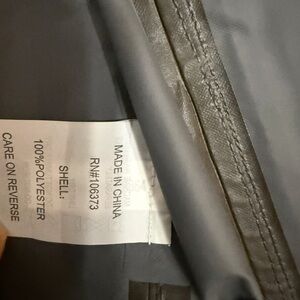 MADE IN CHINA
RN#106373
SHELL:
100%POLYESTER
CARE ON REVERSE